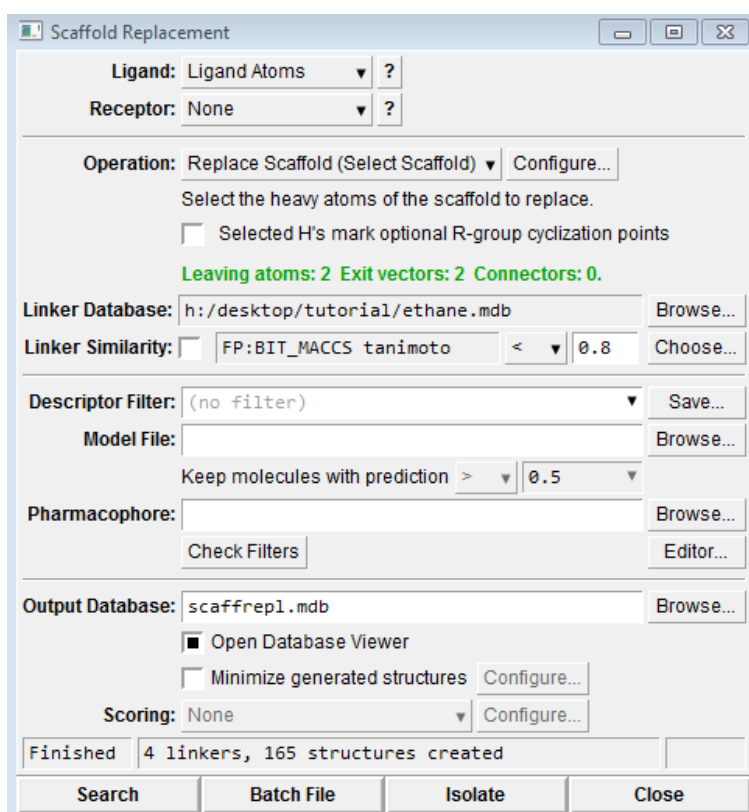 Scaffold Replacement
Ligand: Ligand Atoms ?
Receptor: None ?
Operation: Replace Scaffold (Select Scaffold) Configure...
Select the heavy atoms of the scaffold to replace.
Selected H's mark optional R-group cyclization points
Leaving atoms: 2 Exit vectors: 2 Connectors: 0.
Linker Database: h:/desktop/tutorial/ethane.mdb Browse...
Linker Similarity: FP:BIT_MACCS tanimoto < 0.8 Choose...
Descriptor Filter: (no filter) Save...
Model File: Browse...
Keep molecules with prediction > 0.5
Pharmacophore: Browse...
Check Filters Editor...
Output Database: scaffrepl.mdb Browse...
Open Database Viewer
Minimize generated structures Configure...
Scoring: None Configure...
Finished 4 linkers, 165 structures created
Search Batch File Isolate Close